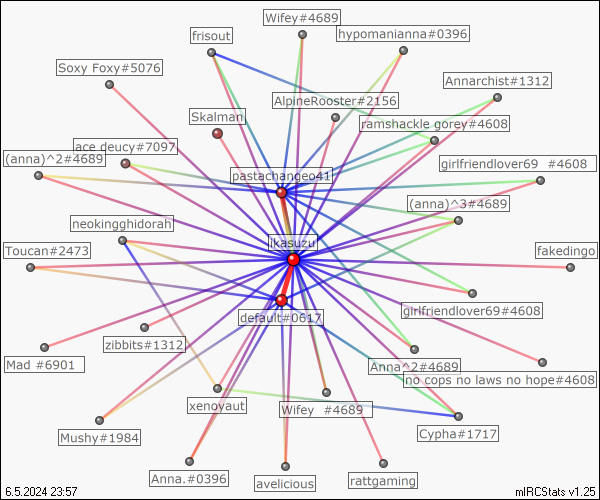 Wifey#4689
frisout
hypomanianna#0396
Soxy Foxy#5076
Annarchist#1312
AlpineRooster#2156
Skalman
ramshackle gorey#4608
ace deucy#7097
(anna)^2#4689
girlfriendlover69 #4608
pastachangeo41
(anna)^3#4689
neokingghidorah
ikasuzu
Toucan#2473
fakedingo
girlfriendlover69#4608
default#0617
zibbits#1312
Mad #6901
Anna^2#4689
no cops no laws no hope#4608
xenovaut
Wifey #4689
Mushy#1984
Cypha#1717
Anna.#0396
avelicious
rattgaming
6.5.2024 23:57
mIRCStats v1.25